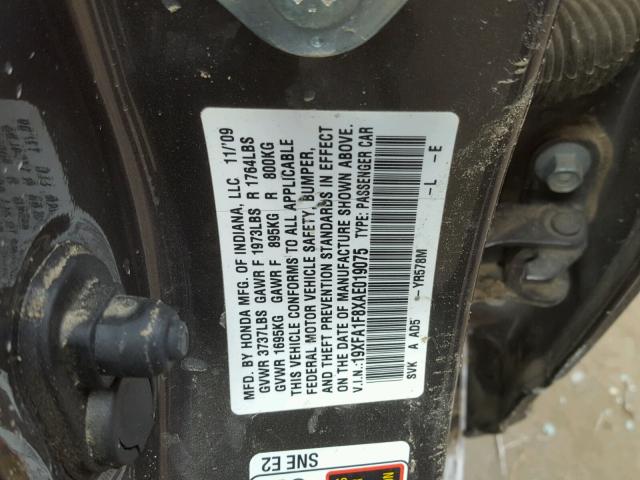 MFD. BY HONDA MFG. OF INDIANA, LLC 11/'09
GVWR 3737LBS GAWR F 1973LBS R 1764LBS
GVWR 1695KG GAWR F 895KG R 800KG
THIS VEHICLE CONFORMS TO ALL APPLICABLE
FEDERAL MOTOR VEHICLE SAFETY, BUMPER,
AND THEFT PREVENTION STANDARDS IN EFFECT
ON THE DATE OF MANUFACTURE SHOWN ABOVE.
V.I.N.:19XFA1F8XAE019075 TYPE: PASSENGER CAR
SVK A AD5 -YR578M -L -E
SNE E2